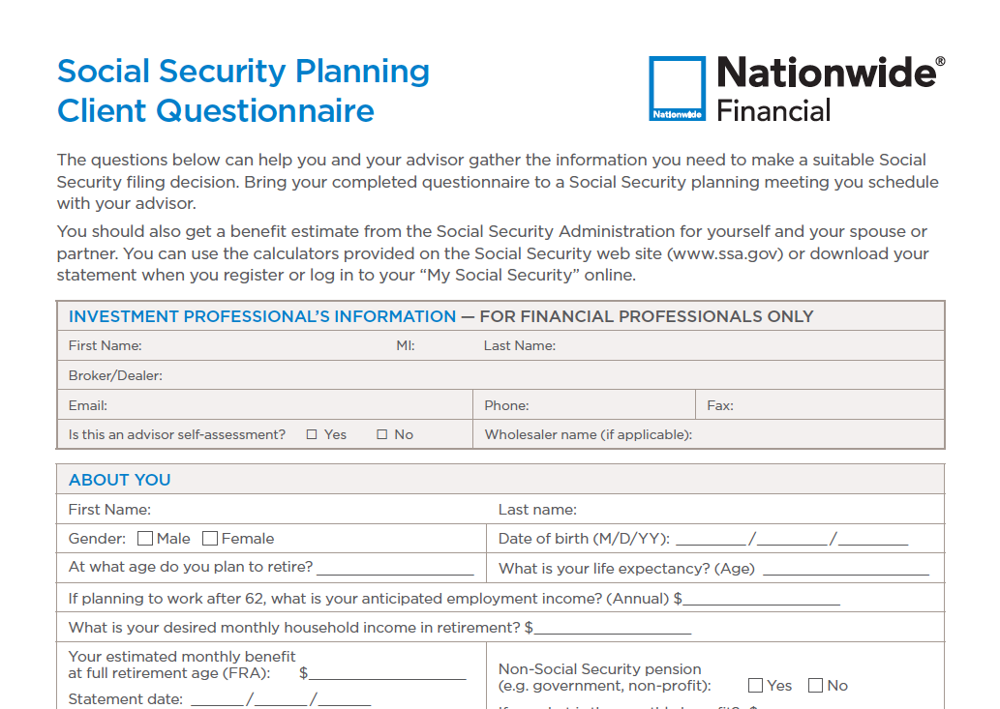 Social Security Planning
Client Questionnaire
Nationwide
Nationwide®
Financial
The questions below can help you and your advisor gather the information you need to make a suitable Social
Security filing decision. Bring your completed questionnaire to a Social Security planning meeting you schedule
with your advisor.
You should also get a benefit estimate from the Social Security Administration for yourself and your spouse or
partner. You can use the calculators provided on the Social Security web site (www.ssa.gov) or download your
statement when you register or log in to your “My Social Security” online.
INVESTMENT PROFESSIONAL’S INFORMATION — FOR FINANCIAL PROFESSIONALS ONLY
First Name: MI: Last Name:
Broker/Dealer:
Email: Phone: Fax:
Is this an advisor self-assessment? ☐ Yes ☐ No Wholesaler name (if applicable):
ABOUT YOU
First Name: Last name:
Gender: ☐ Male ☐ Female Date of birth (M/D/YY): ________/________/________
At what age do you plan to retire?__________________ What is your life expectancy? (Age) __________________
If planning to work after 62, what is your anticipated employment income? (Annual) $__________________
What is your desired monthly household income in retirement? $__________________
Your estimated monthly benefit
at full retirement age (FRA): $__________________
Statement date: ______/______/______
Non-Social Security pension
(e.g. government, non-profit): ☐ Yes ☐ No